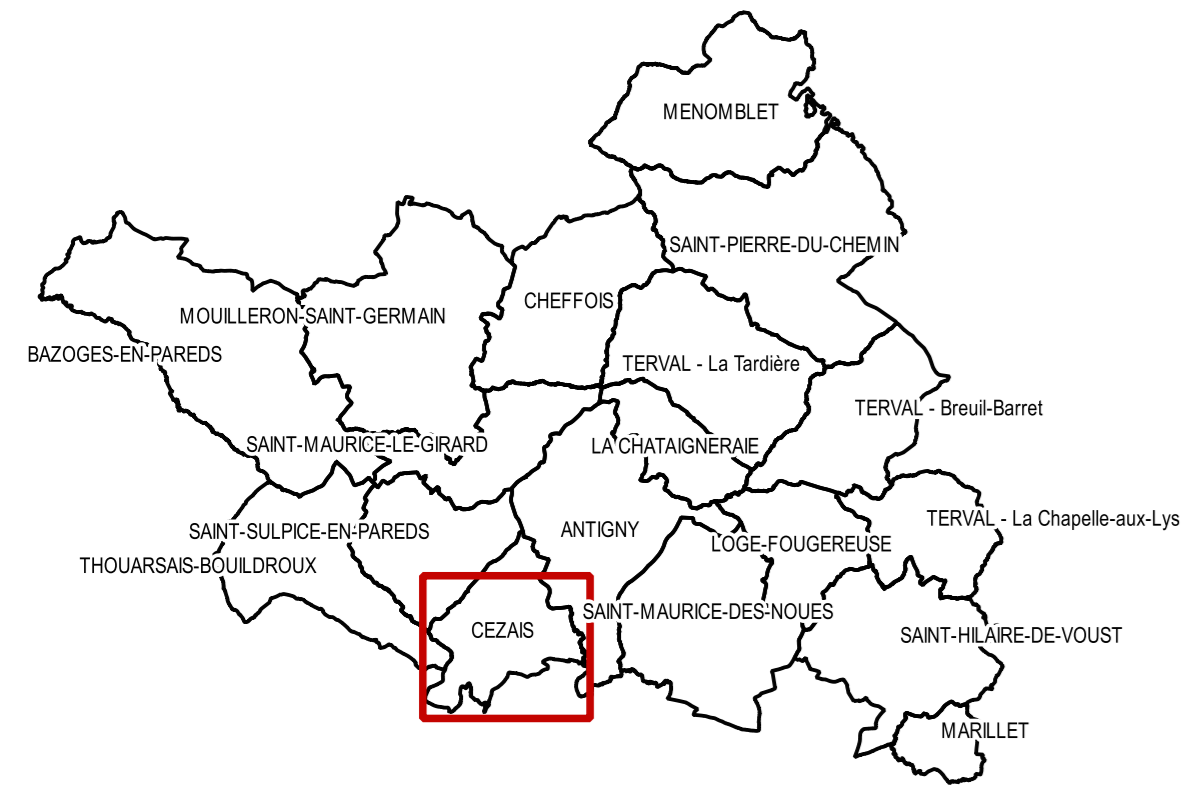 MENOMBLET
SAINT-PIERRE-DU-CHEMIN
CHEFFOIS
MOUILLERON-SAINT-GERMAIN
BAZOGES-EN-PAREDS
TERVAL - La Tardière
TERVAL - Breuil-Barret
SAINT-MAURICE-LE-GIRARD
LA CHATAIGNERAIE
TERVAL - La Chapelle-aux-Lys
SAINT-SULPICE-EN-PAREDS
ANTIGNY
LOGE-FOUGEREUSE
THOUARSAIS-BOUILDROUX
SAINT-MAURICE-DES-NOUES
CEZAIS
SAINT-HILAIRE-DE-VOUST
MARILLET